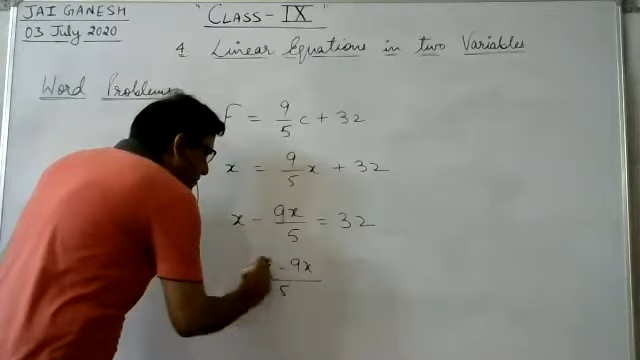 JAI GANESH
03 July 2020
"CLASS - IX"
4 Linear Equations in two Variables
Word Problems
F = 9/5 c + 32
x = 9/5 x + 32
x - 9x/5 = 32
- 9x/5